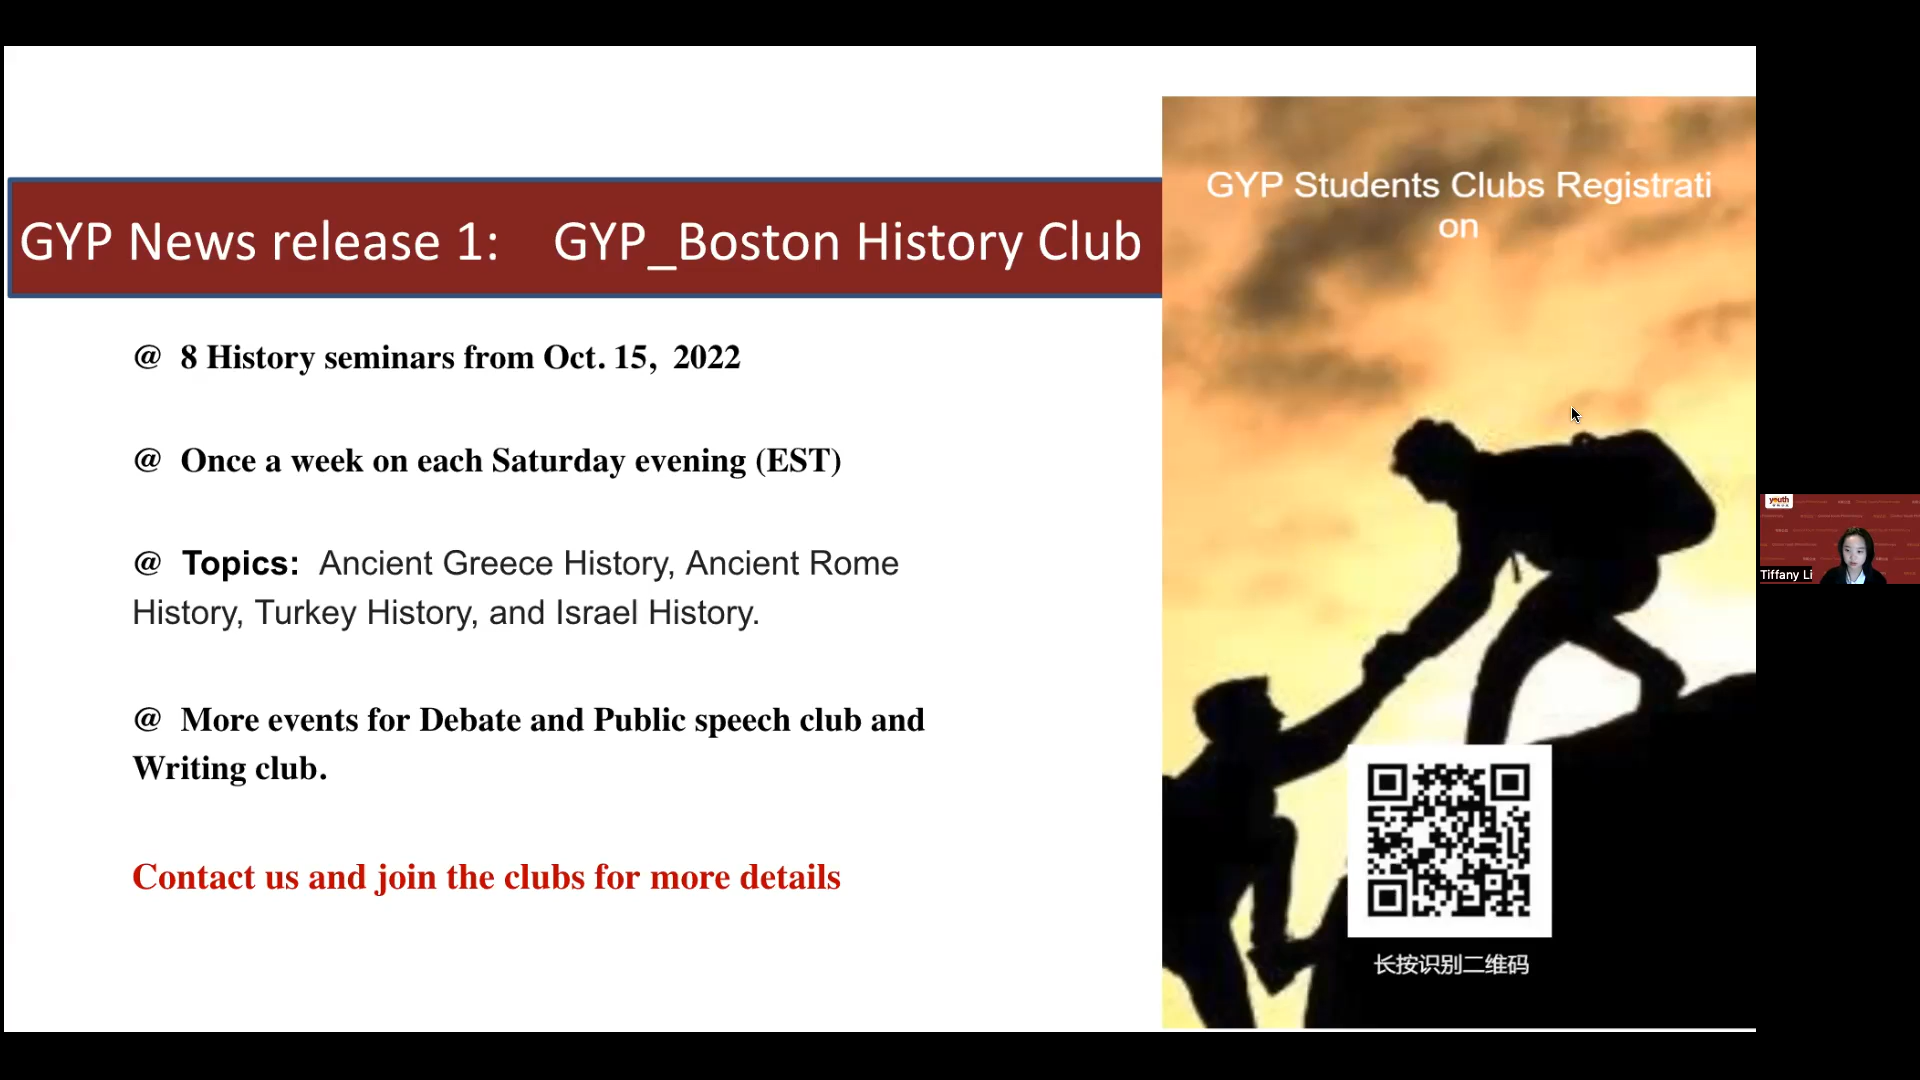 GYP News release 1: GYP_Boston History Club
@ 8 History seminars from Oct. 15, 2022
@ Once a week on each Saturday evening (EST)
@ Topics: Ancient Greece History, Ancient Rome
History, Turkey History, and Israel History.
@ More events for Debate and Public speech club and
Writing club.
Contact us and join the clubs for more details
GYP Students Clubs Registrati
on
长按识别二维码
youth
Tiffany Li